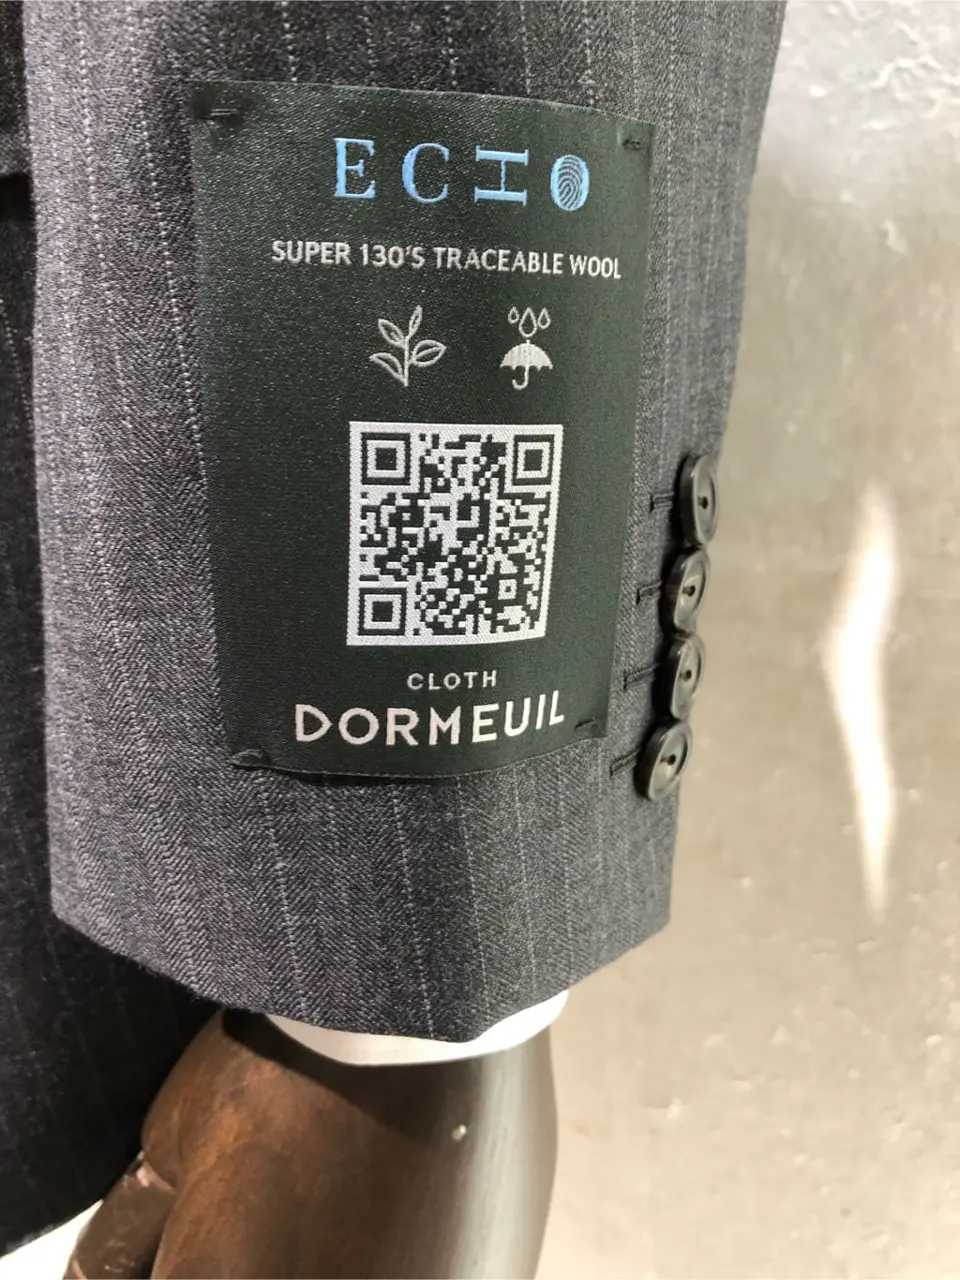 ECHO
SUPER 130'S TRACEABLE WOOL
CLOTH
DORMEUIL